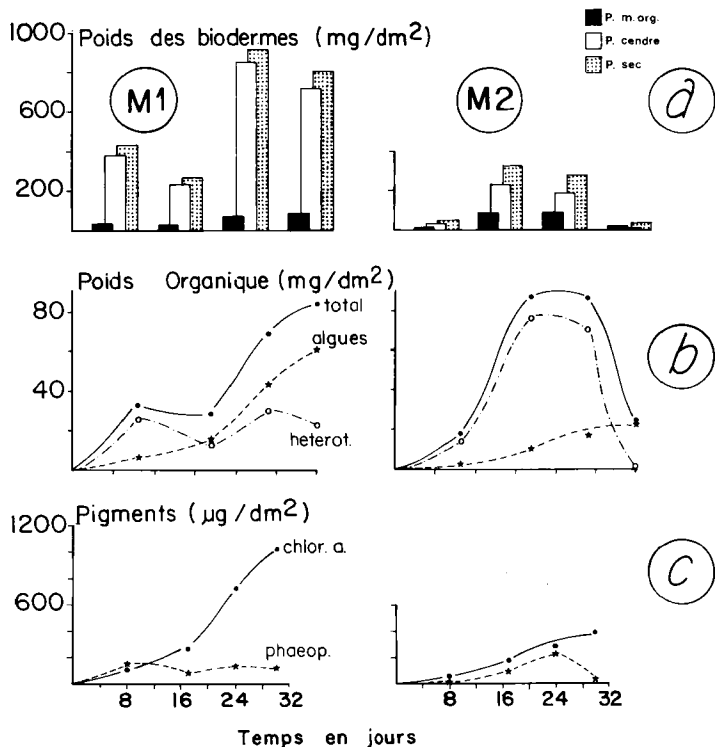 Poids des biodermes (mg/dm2)
P. m.org.
P. cendre
P. sec
M1
M2
a
1000
600
200
Poids Organique (mg/dm2)
total
algues
heterot.
b
80
40
Pigments (µg/dm2)
chlor. a.
phaeop.
c
1200
600
8 16 24 32
8 16 24 32
Temps en jours